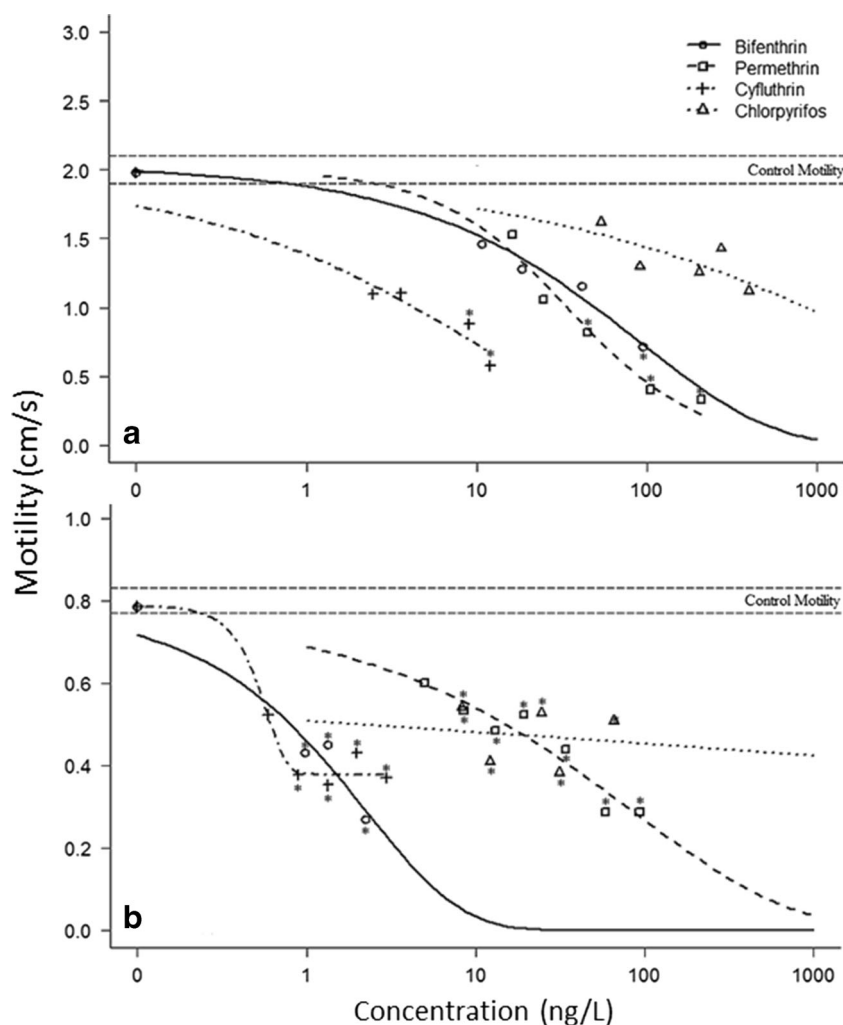 3.0
2.5
2.0
1.5
1.0
0.5
0.0
Bifenthrin
Permethrin
Cyfluthrin
Chlorpyrifos
Control Motility
a
0 1 10 100 1000
Motility (cm/s)
1.0
0.8
0.6
0.4
0.2
0.0
Control Motility
b
0 1 10 100 1000
Concentration (ng/L)